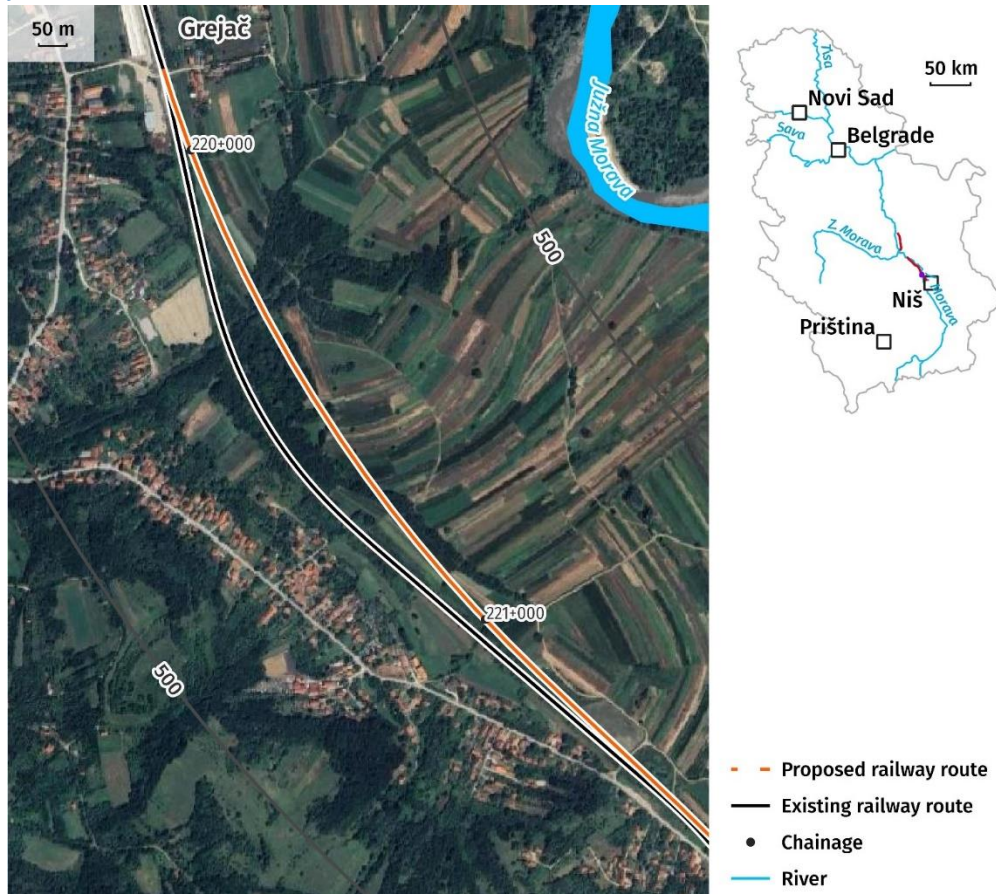 50 m
Grejač
220+000
Južna Morava
500
221+000
500
50 km
Tisa
Novi Sad
Sava
Belgrade
Z. Morava
Morava
Niš
Priština
Proposed railway route
Existing railway route
Chainage
River